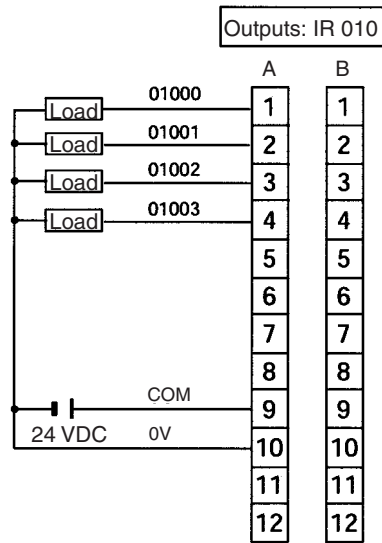 Outputs: IR 010
A B
Load 01000 1 1
Load 01001 2 2
Load 01002 3 3
Load 01003 4 4
5 5
6 6
7 7
8 8
COM 9 9
24 VDC 0V 10 10
11 11
12 12